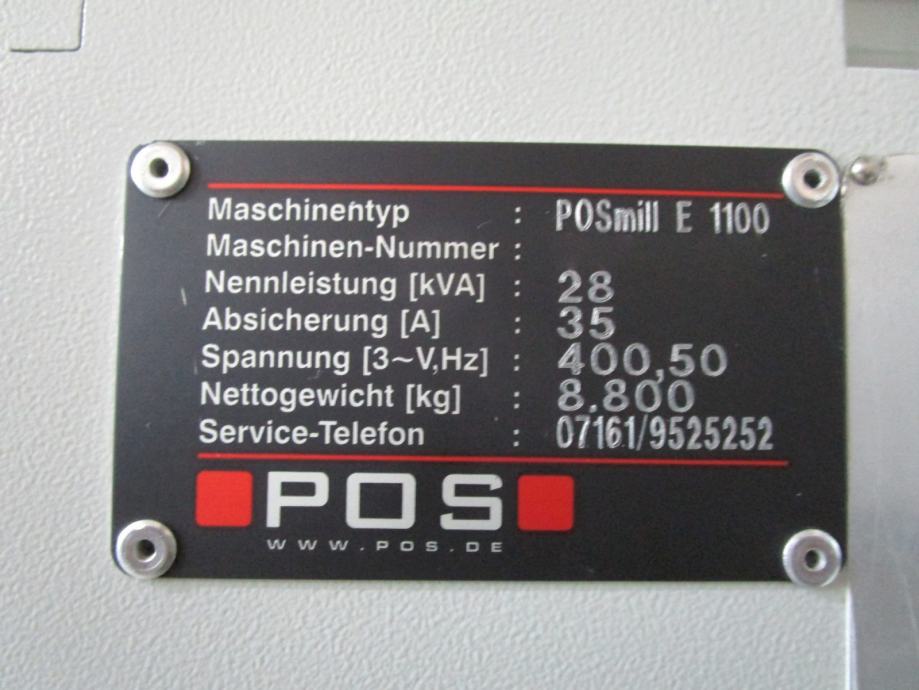 Maschinentyp : POSmill E 1100
Maschinen-Nummer :
Nennleistung [kVA] : 28
Absicherung [A] : 35
Spannung [3~V,Hz] : 400,50
Nettogewicht [kg] : 8.800
Service-Telefon : 07161/9525252
POS
WWW.POS.DE